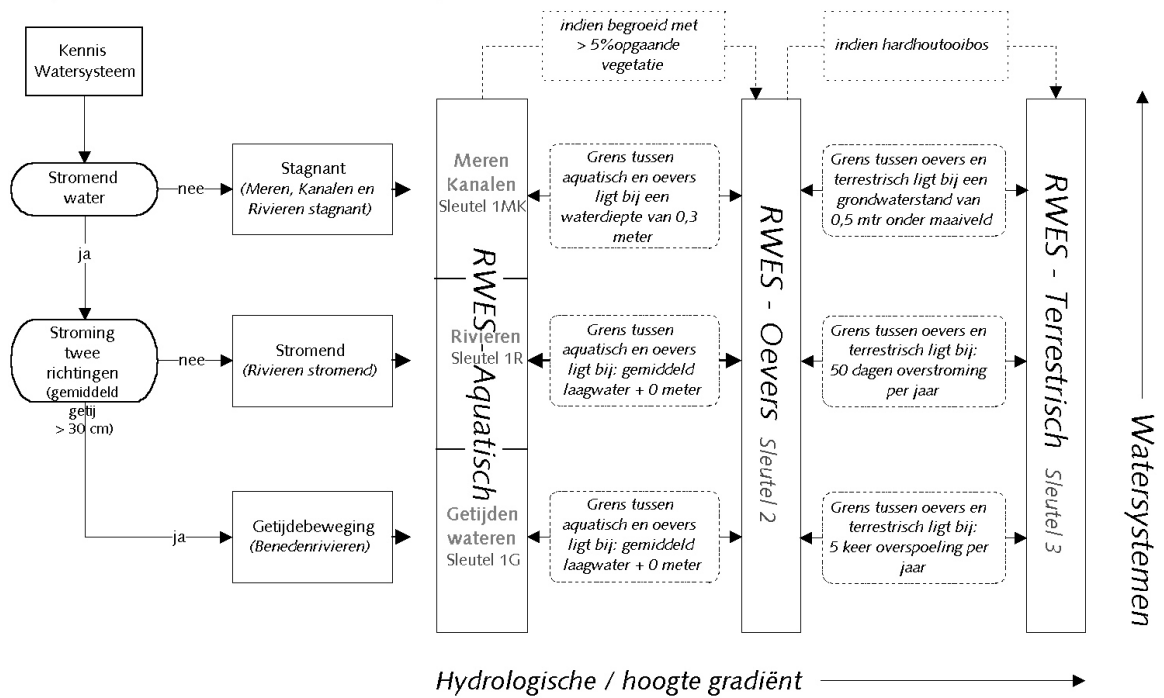 Kennis
Watersysteem
Stromend
water
nee
ja
Stroming
twee
richtingen
(gemiddeld
getij
> 30 cm)
nee
ja
Stagnant
(Meren, Kanalen en
Rivieren stagnant)
Stromend
(Rivieren stromend)
Getijdebeweging
(Benedenrivieren)
indien begroeid met
> 5%opgaande
vegetatie
indien hardhoutooibos
Meren
Kanalen
Sleutel 1MK
Rivieren
Sleutel 1R
Getijden
wateren
Sleutel 1G
RWES-Aquatisch
Grens tussen
aquatisch en oevers
ligt bij een
waterdiepte van 0,3
meter
Grens tussen
aquatisch en oevers
ligt bij: gemiddeld
laagwater + 0 meter
Grens tussen
aquatisch en oevers
ligt bij: gemiddeld
laagwater + 0 meter
RWES - Oevers Sleutel 2
Grens tussen oevers en
terrestrisch ligt bij een
grondwaterstand van
0,5 mtr onder maaiveld
Grens tussen oevers en
terrestrisch ligt bij:
50 dagen overstroming
per jaar
Grens tussen oevers en
terrestrisch ligt bij:
5 keer overspoeling per
jaar
RWES - Terrestrisch Sleutel 3
Watersystemen
Hydrologische / hoogte gradiënt